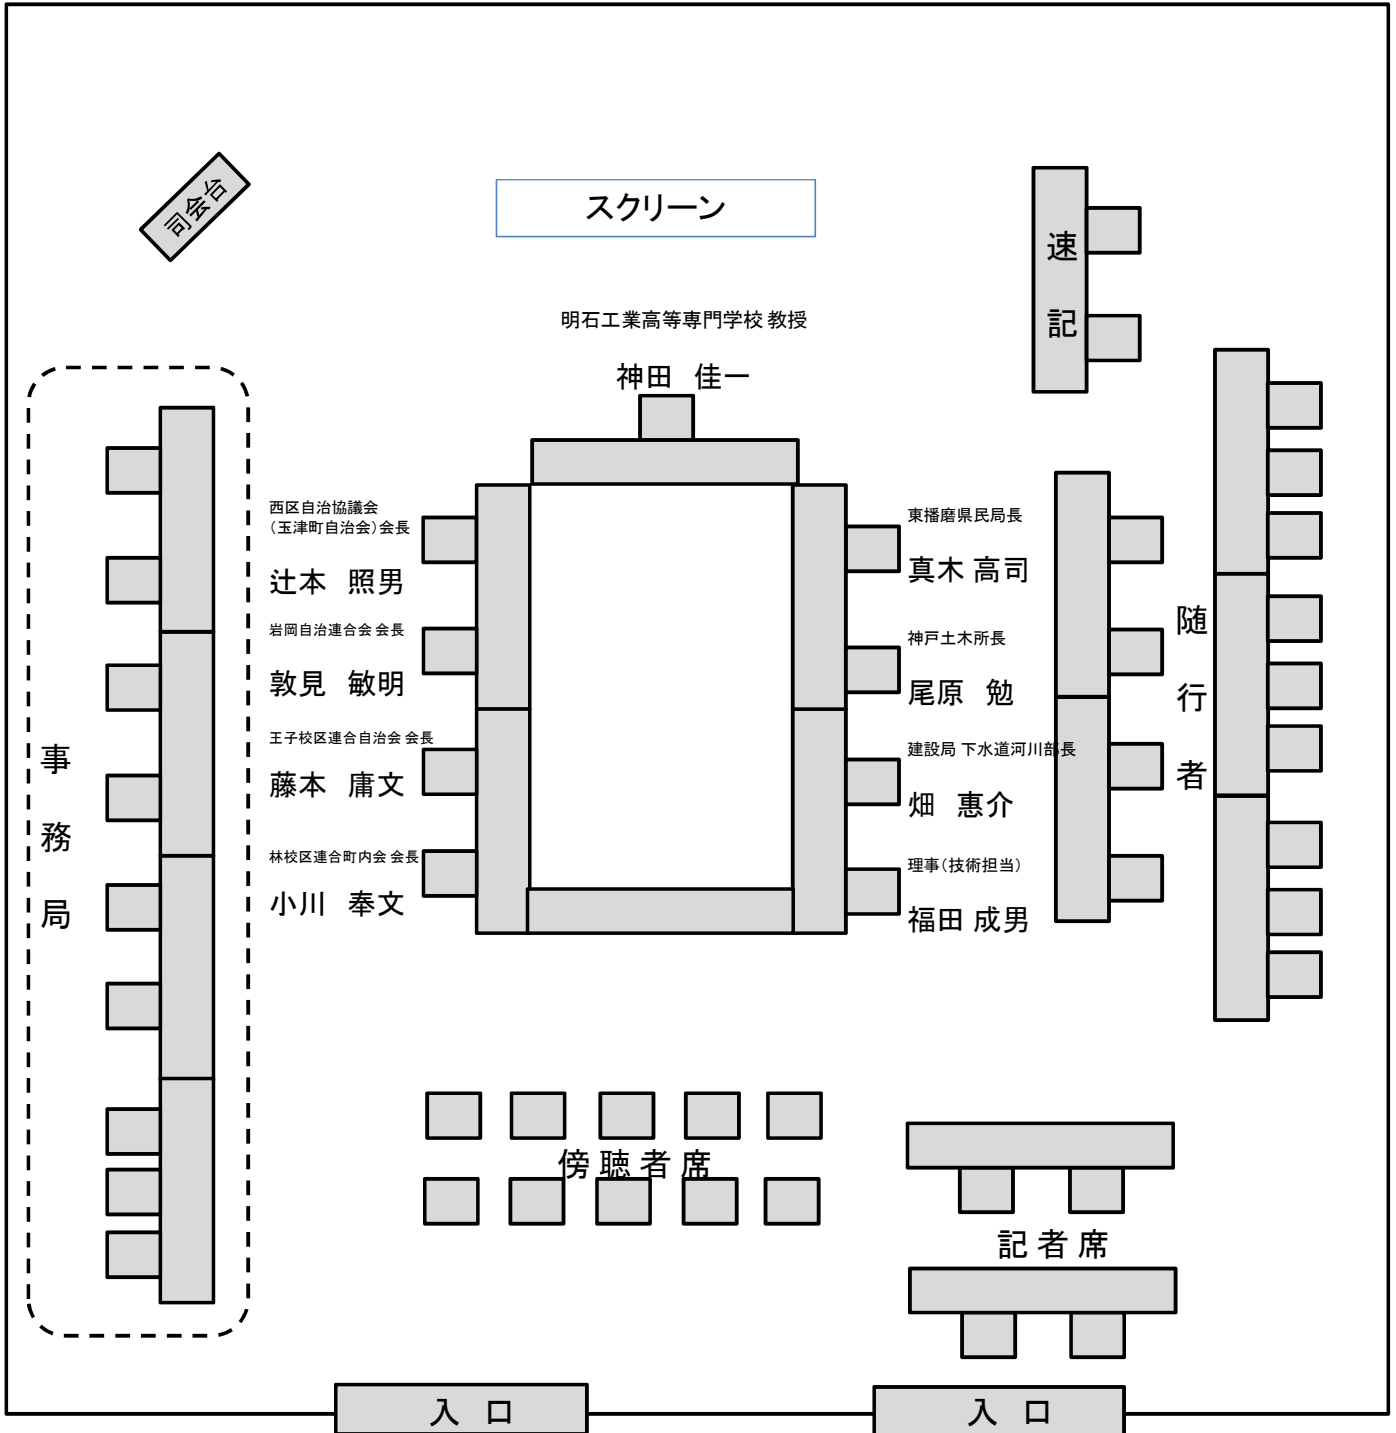 司会台
スクリーン
速記
明石工業高等専門学校 教授
神田　佳一
西区自治協議会
（玉津町自治会）会長
辻本　照男
岩岡自治連合会 会長
敦見　敏明
王子校区連合自治会 会長
藤本　庸文
林校区連合町内会 会長
小川　奉文
東播磨県民局長
真木 高司
神戸土木所長
尾原　勉
建設局 下水道河川部長
畑　惠介
理事（技術担当）
福田 成男
随行者
事務局
傍聴者席
記者席
入　口
入　口